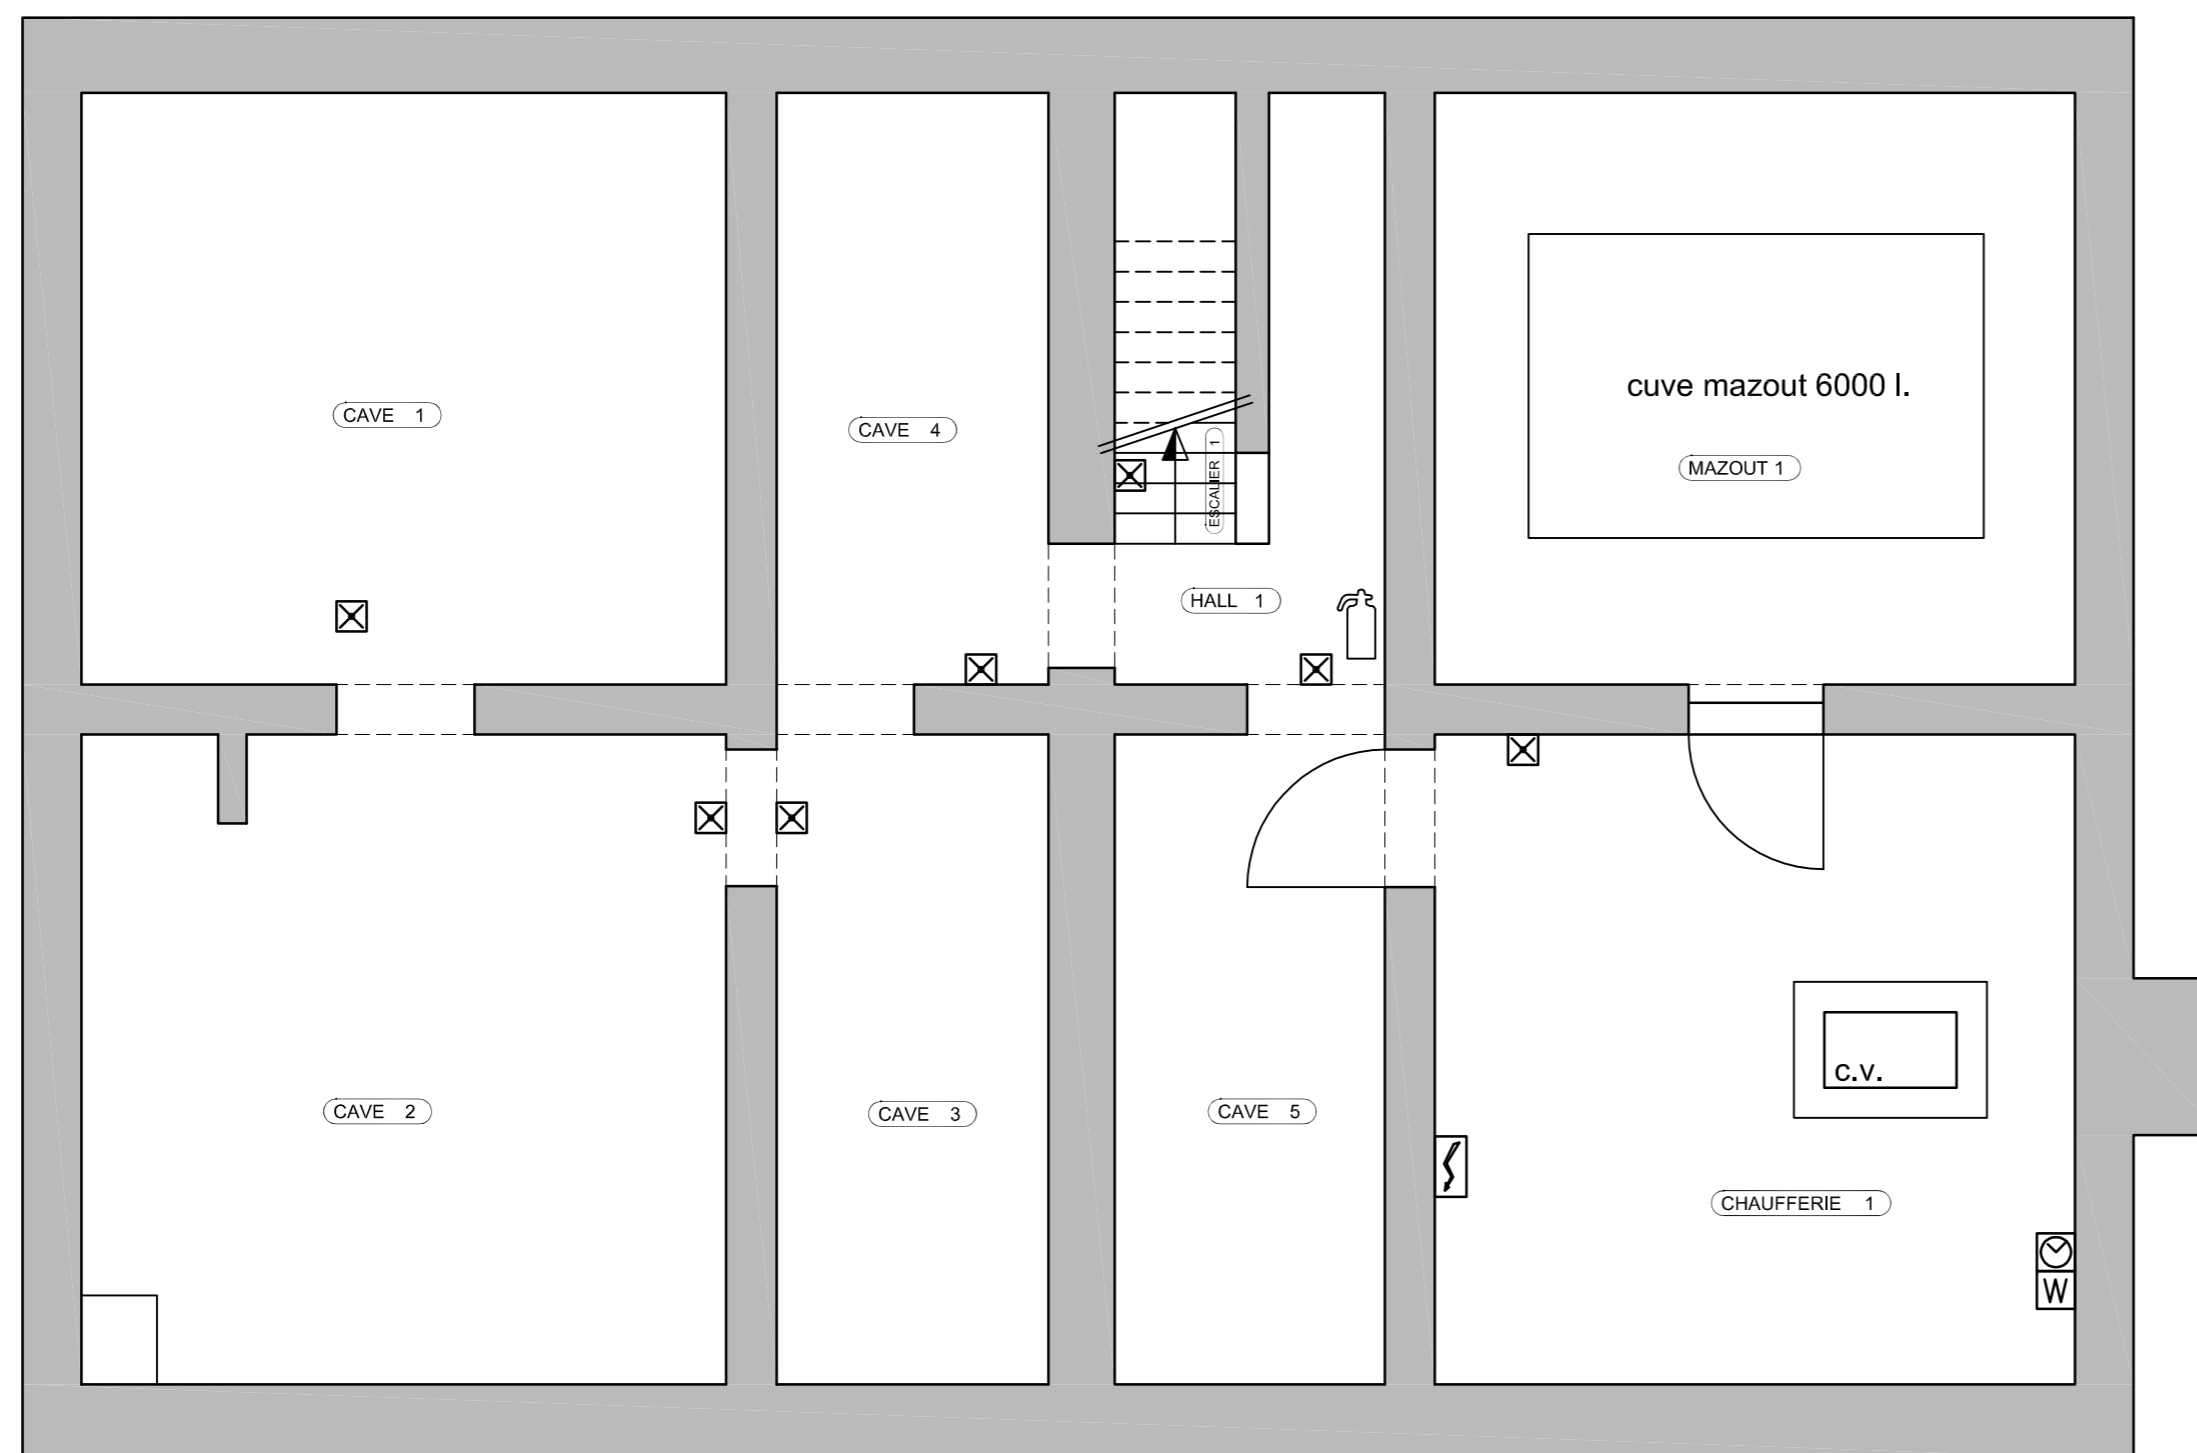 cuve mazout 6000 l.
CAVE 1
CAVE 4
ESCALIER 1
MAZOUT 1
HALL 1
c.v.
CAVE 2
CAVE 3
CAVE 5
CHAUFFERIE 1
W